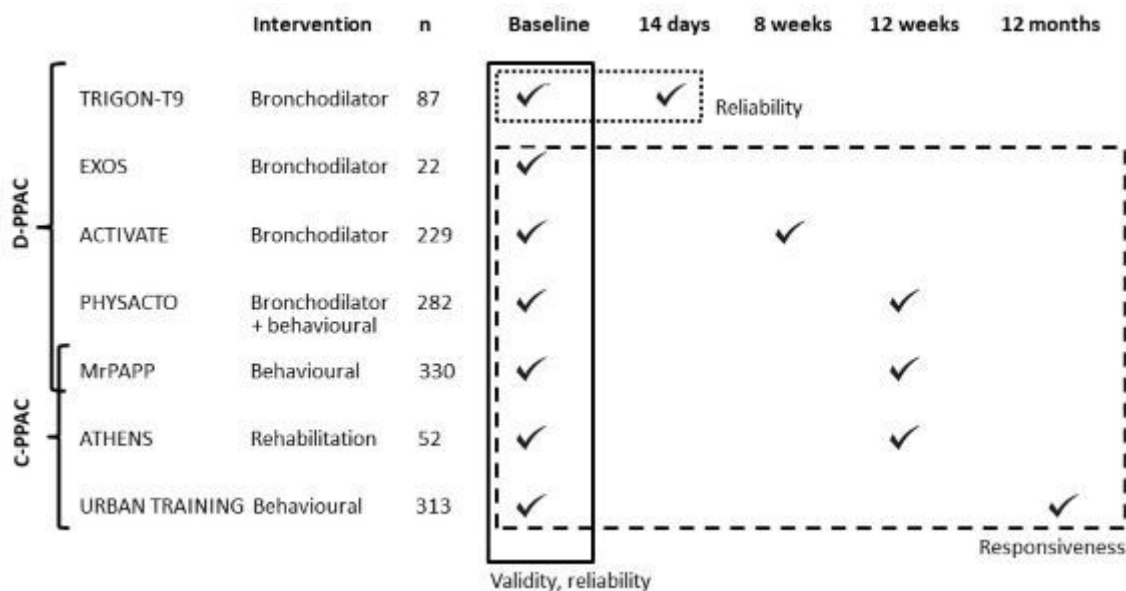 Intervention n Baseline 14 days 8 weeks 12 weeks 12 months
D-PPAC
TRIGON-T9 Bronchodilator 87
Reliability
EXOS Bronchodilator 22
ACTIVATE Bronchodilator 229
PHYSACTO Bronchodilator 282
+ behavioural
MrPAPP Behavioural 330
C-PPAC
ATHENS Rehabilitation 52
URBAN TRAINING Behavioural 313
Responsiveness
Validity, reliability